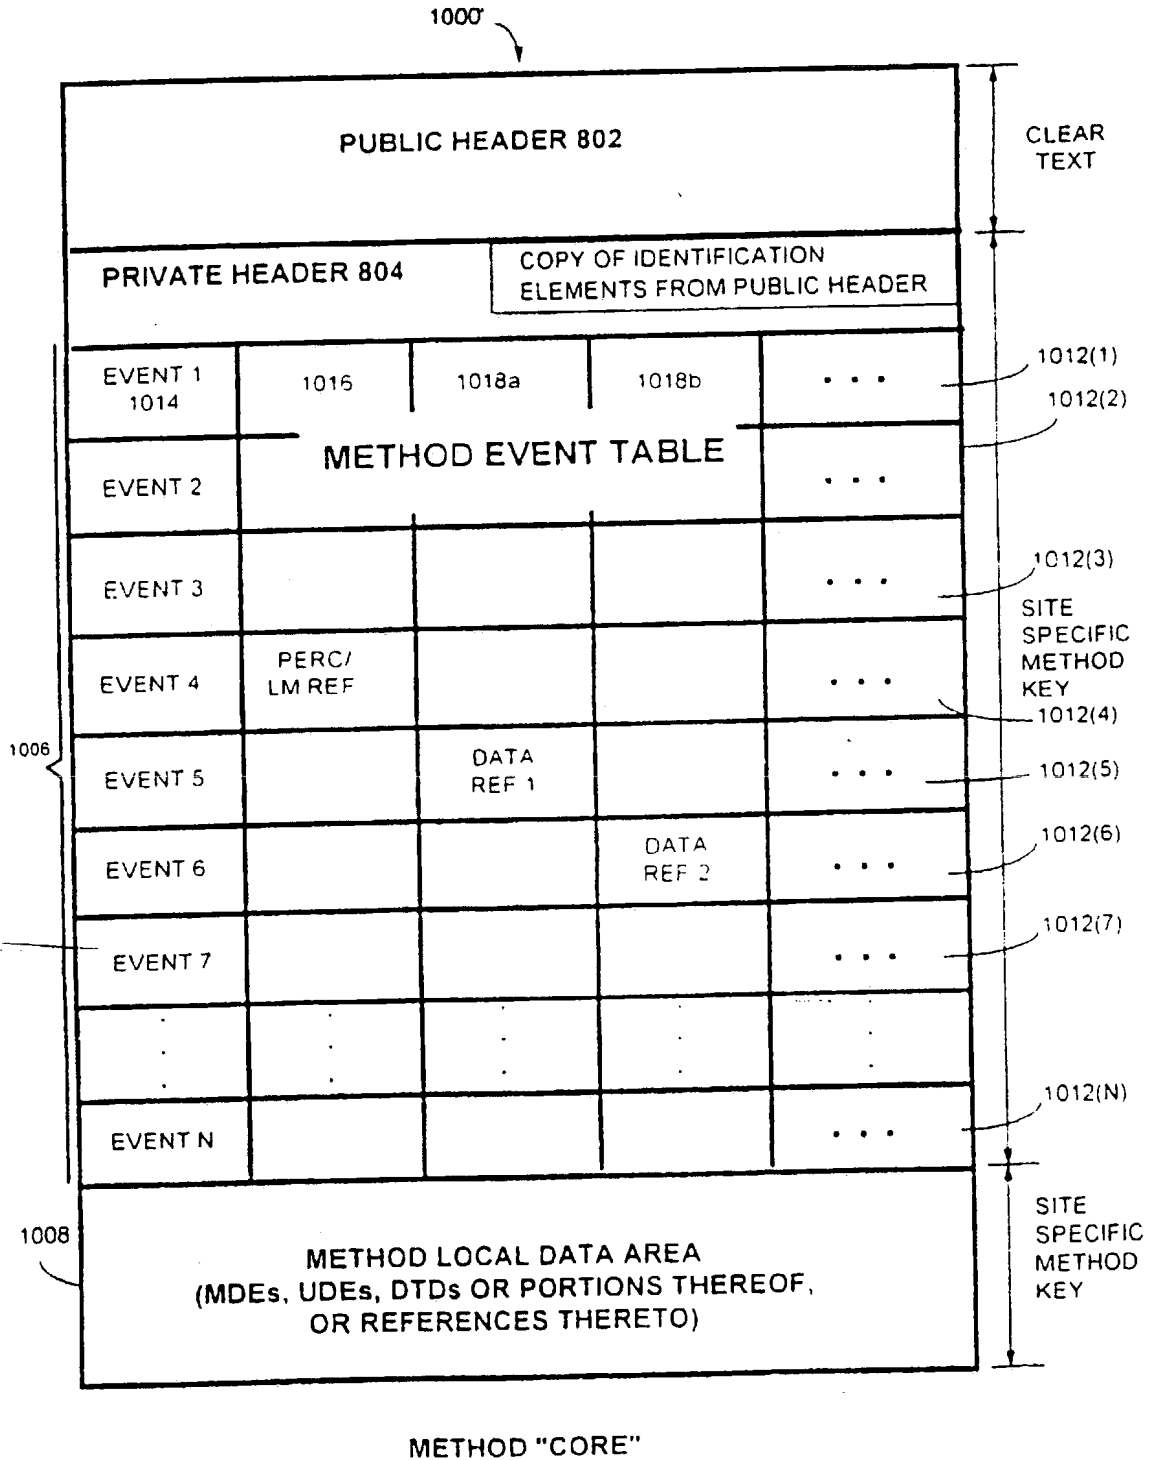 1000
PUBLIC HEADER 802
CLEAR
TEXT
PRIVATE HEADER 804
COPY OF IDENTIFICATION
ELEMENTS FROM PUBLIC HEADER
EVENT 1
1014
1016
1018a
1018b
• • •
1012(1)
1012(2)
METHOD EVENT TABLE
EVENT 2
• • •
EVENT 3
• • •
1012(3)
SITE
SPECIFIC
METHOD
KEY
EVENT 4
PERC/
LM REF
• • •
1012(4)
1006
EVENT 5
DATA
REF 1
• • •
1012(5)
EVENT 6
DATA
REF 2
• • •
1012(6)
EVENT 7
• • •
1012(7)
EVENT N
• • •
1012(N)
1008
METHOD LOCAL DATA AREA
(MDEs, UDEs, DTDs OR PORTIONS THEREOF,
OR REFERENCES THERETO)
SITE
SPECIFIC
METHOD
KEY
METHOD "CORE"